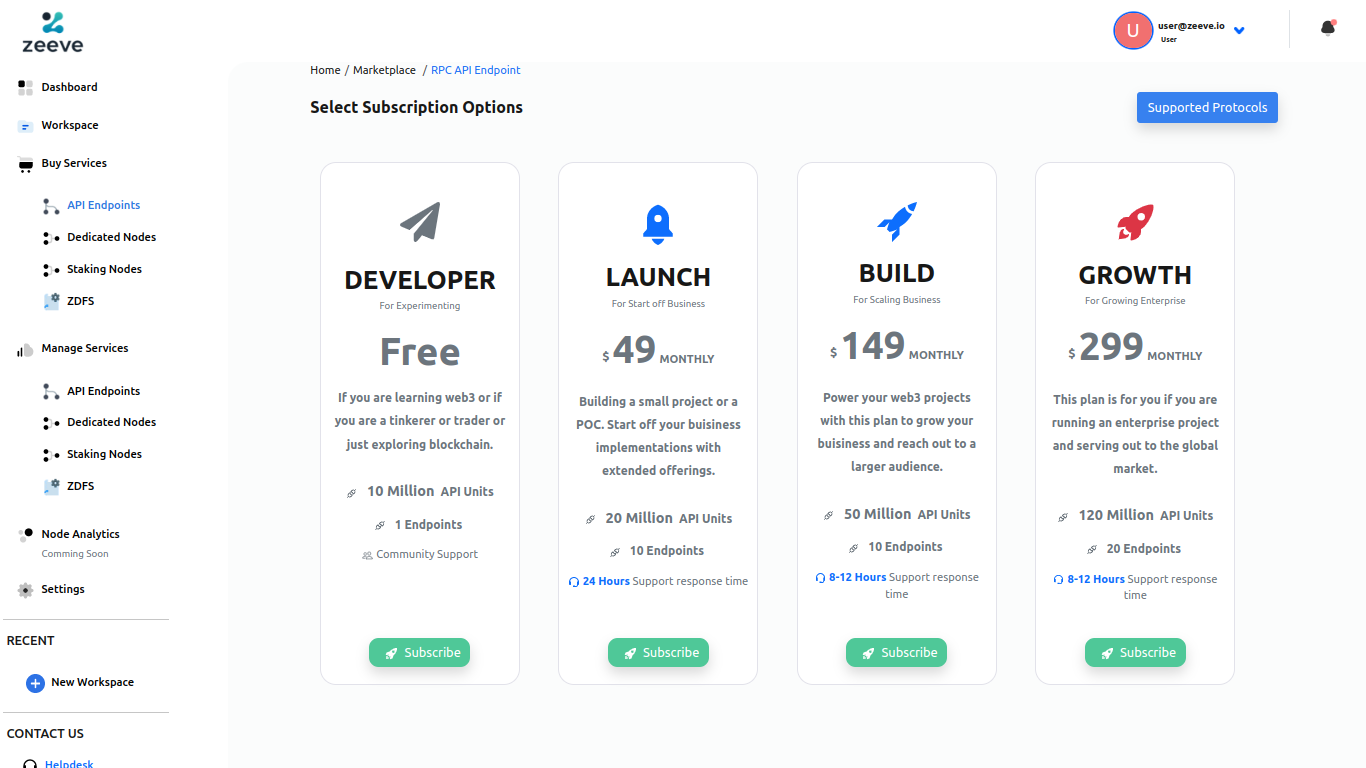 zeeve
U
user@zeeve.io
User
Dashboard
Workspace
Buy Services
API Endpoints
Dedicated Nodes
Staking Nodes
ZDFS
Manage Services
API Endpoints
Dedicated Nodes
Staking Nodes
ZDFS
Node Analytics
Comming Soon
Settings
RECENT
New Workspace
CONTACT US
Helpdesk
Home / Marketplace / RPC API Endpoint
Select Subscription Options
Supported Protocols
DEVELOPER
For Experimenting
Free
If you are learning web3 or if
you are a tinkerer or trader or
just exploring blockchain.
10 Million API Units
1 Endpoints
Community Support
Subscribe
LAUNCH
For Start off Business
$ 49 MONTHLY
Building a small project or a
POC. Start off your buisiness
implementations with
extended offerings.
20 Million API Units
10 Endpoints
24 Hours Support response time
Subscribe
BUILD
For Scaling Business
$ 149 MONTHLY
Power your web3 projects
with this plan to grow your
buisiness and reach out to a
larger audience.
50 Million API Units
10 Endpoints
8-12 Hours Support response
time
Subscribe
GROWTH
For Growing Enterprise
$ 299 MONTHLY
This plan is for you if you are
running an enterprise project
and serving out to the global
market.
120 Million API Units
20 Endpoints
8-12 Hours Support response
time
Subscribe